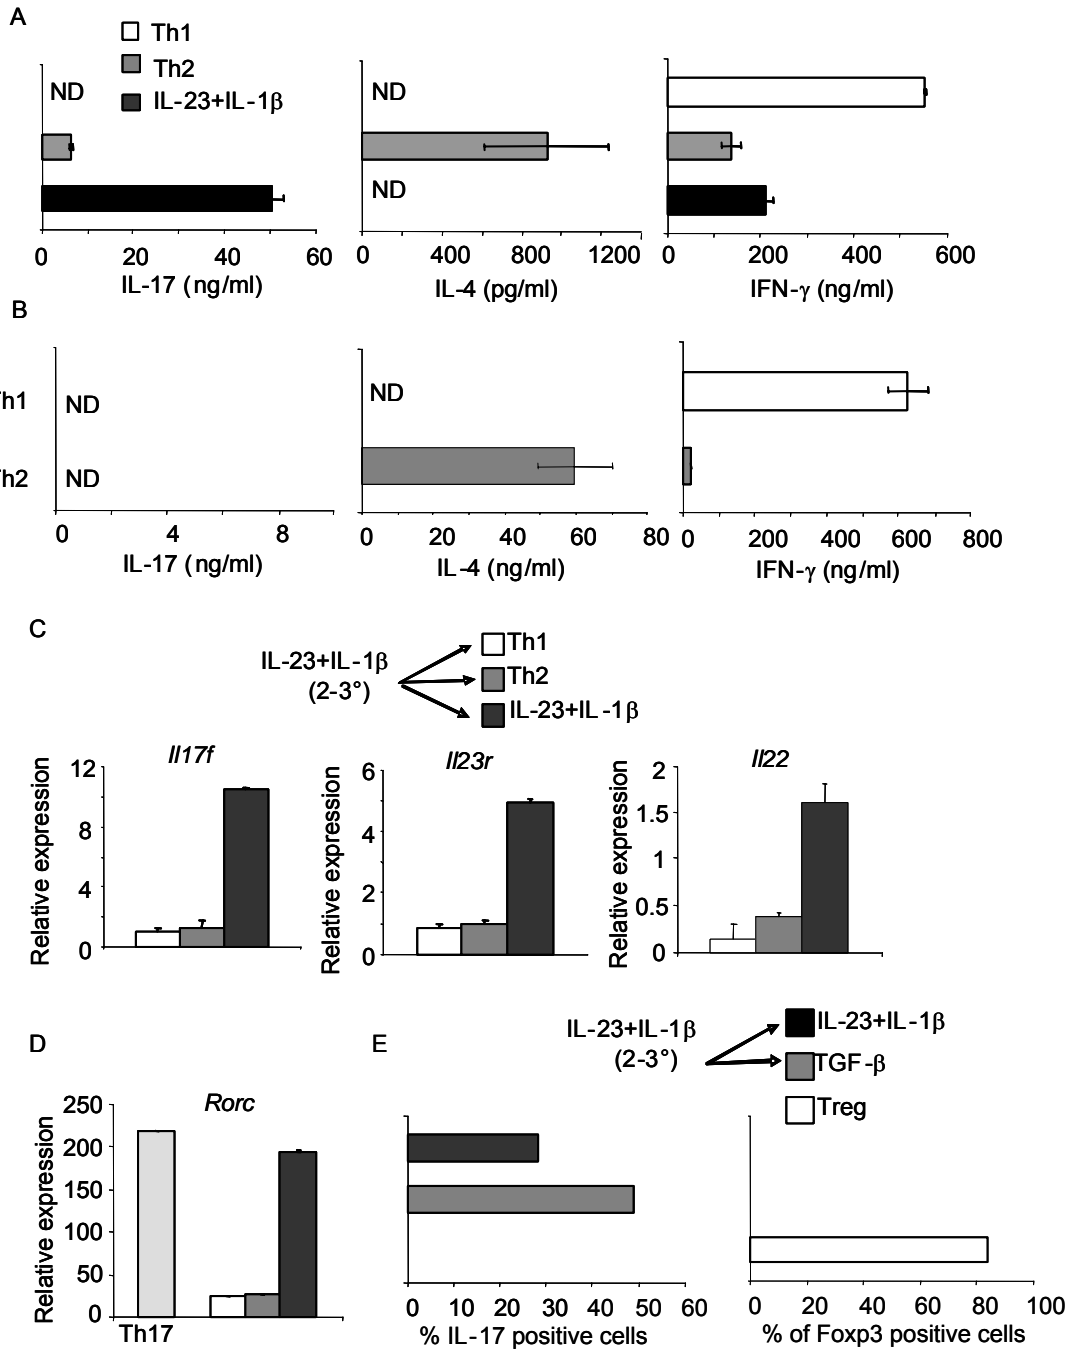 A
Th1
Th2
IL-23+IL-1β
ND
ND
ND
ND
0 20 40 60
IL-17 (ng/ml)
0 400 800 1200
IL-4 (pg/ml)
0 200 400 600
IFN-γ (ng/ml)
B
h1
h2
ND
ND
ND
0 4 8
IL-17 (ng/ml)
0 20 40 60 80
IL-4 (ng/ml)
0 200 400 600 800
IFN-γ (ng/ml)
C
IL-23+IL-1β
(2-3°)
Th1
Th2
IL-23+IL-1β
Il17f
Relative expression
12
8
4
0
Il23r
Relative expression
6
4
2
0
Il22
Relative expression
2
1.5
1
0.5
0
D
Rorc
Relative expression
250
200
150
100
50
0
Th17
E
IL-23+IL-1β
(2-3°)
IL-23+IL-1β
TGF-β
Treg
0 10 20 30 40 50 60
% IL-17 positive cells
0 20 40 60 80 100
% of Foxp3 positive cells